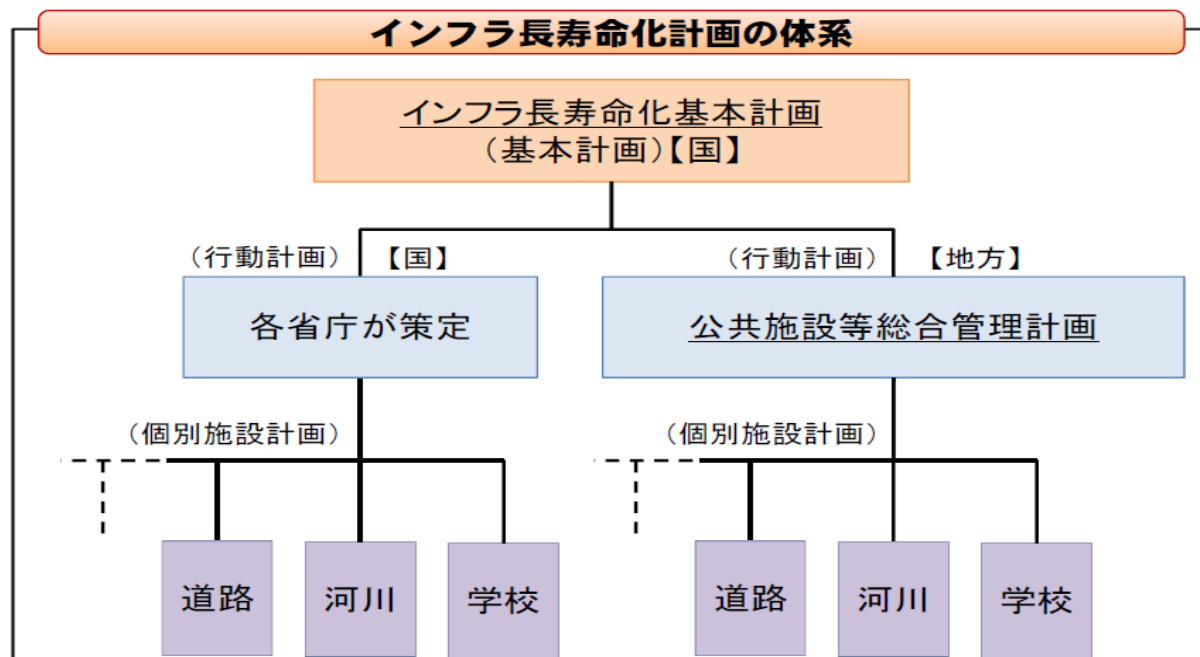 インフラ長寿命化計画の体系
インフラ長寿命化基本計画
(基本計画)【国】
(行動計画) 【国】
各省庁が策定
(行動計画) 【地方】
公共施設等総合管理計画
(個別施設計画)
道路 河川 学校
(個別施設計画)
道路 河川 学校